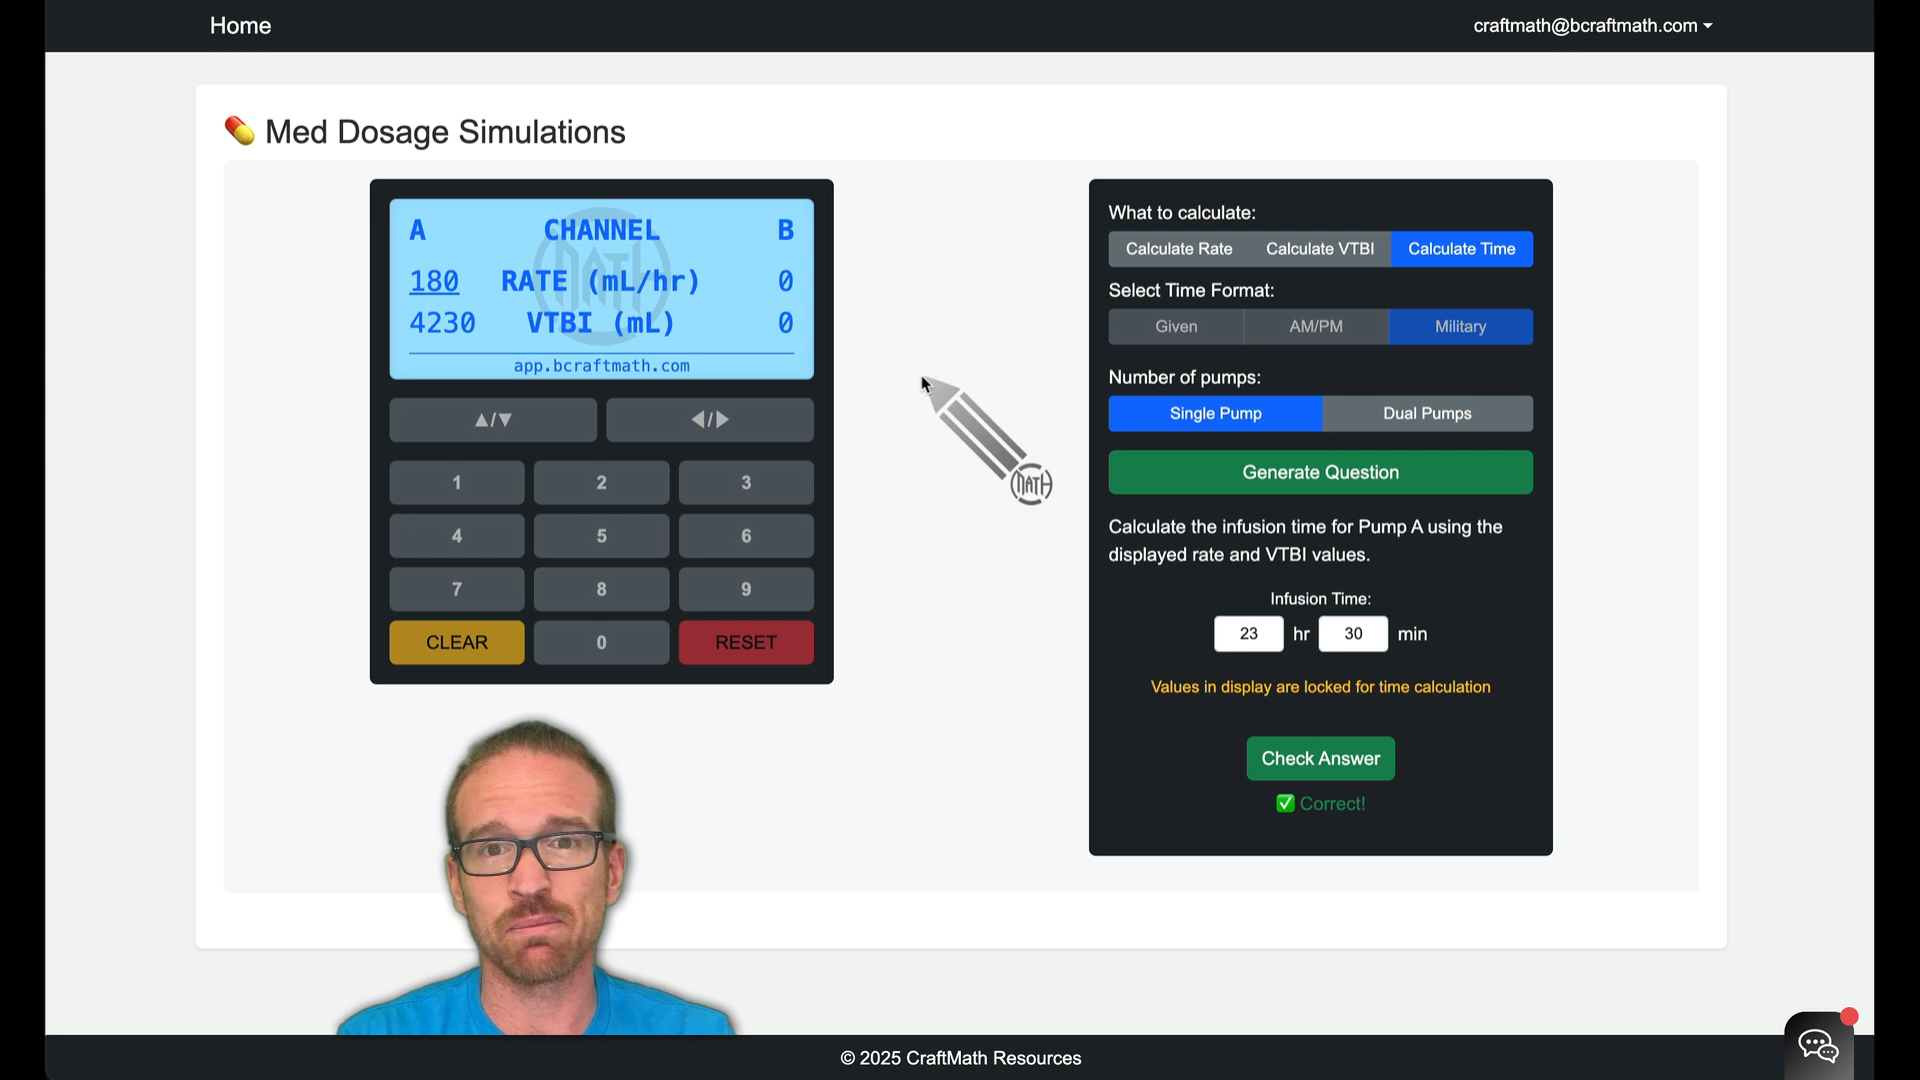 Home
craftmath@bcraftmath.com
💊 Med Dosage Simulations
A CHANNEL B
180 RATE (mL/hr) 0
4230 VTBI (mL) 0
app.bcraftmath.com
▲/▼ ◀/▶
1 2 3
4 5 6
7 8 9
CLEAR 0 RESET
What to calculate:
Calculate Rate Calculate VTBI Calculate Time
Select Time Format:
Given AM/PM Military
Number of pumps:
Single Pump Dual Pumps
Generate Question
Calculate the infusion time for Pump A using the
displayed rate and VTBI values.
Infusion Time:
23 hr 30 min
Values in display are locked for time calculation
Check Answer
✅ Correct!
MATH
MATH
© 2025 CraftMath Resources